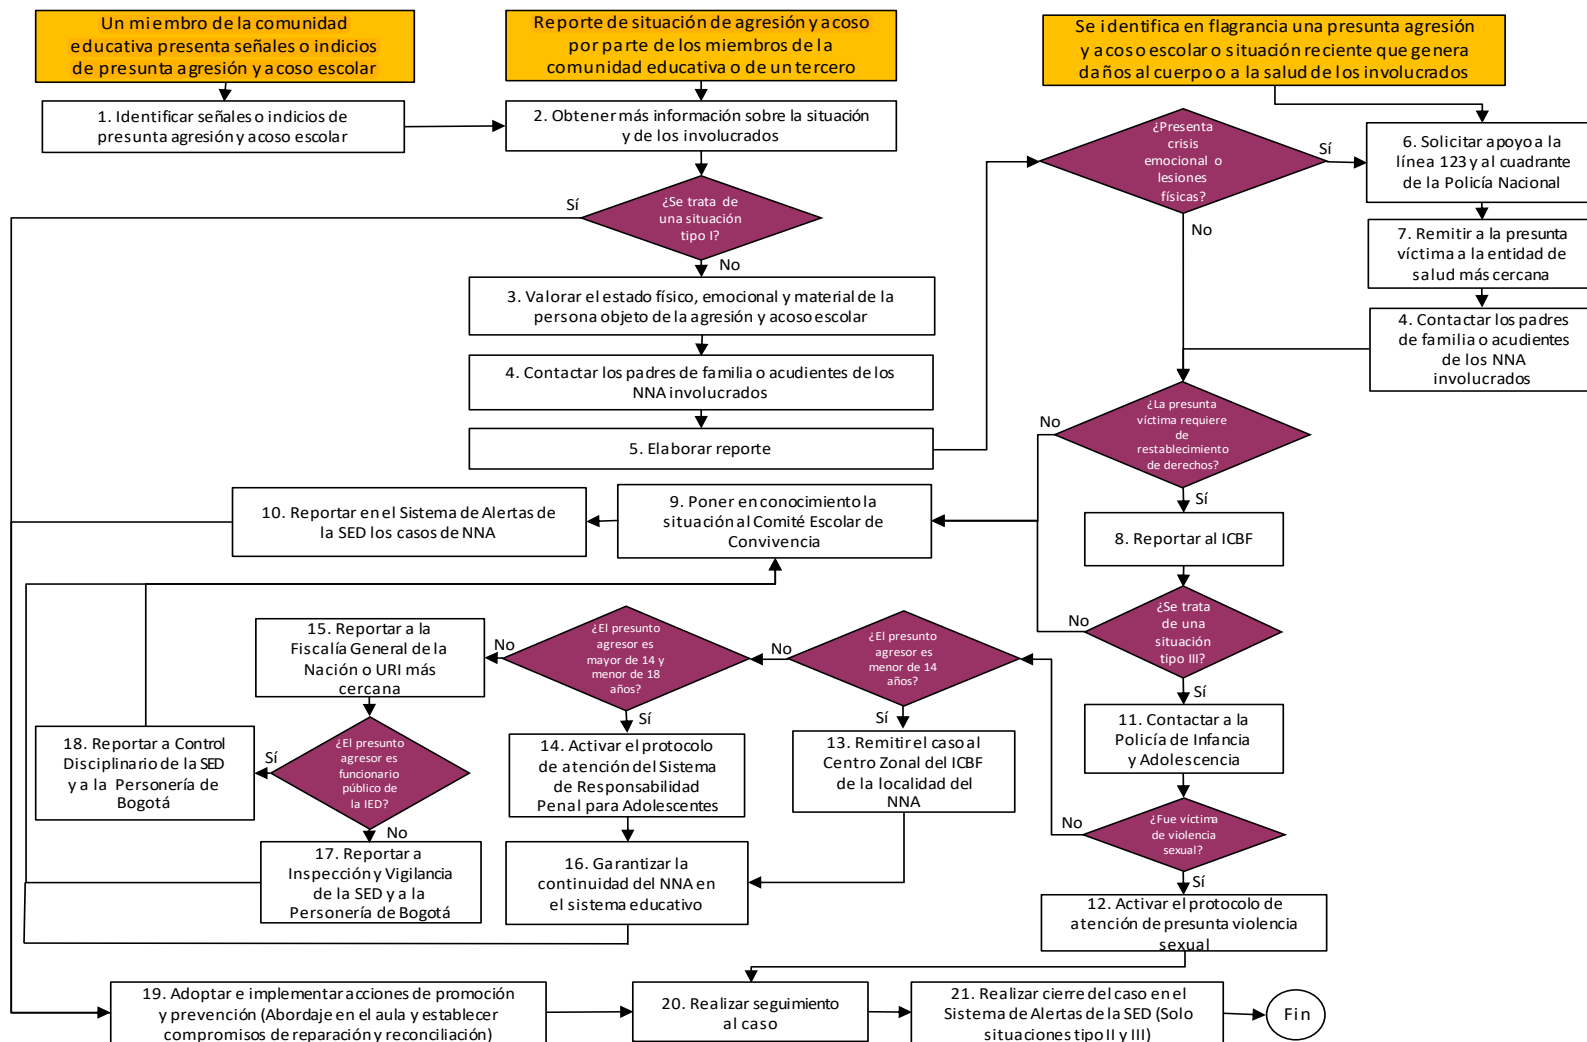 Un miembro de la comunidad
educativa presenta señales o indicios
de presunta agresión y acoso escolar
Reporte de situación de agresión y acoso
por parte de los miembros de la
comunidad educativa o de un tercero
Se identifica en flagrancia una presunta agresión
y acoso escolar o situación reciente que genera
daños al cuerpo o a la salud de los involucrados
1. Identificar señales o indicios de
presunta agresión y acoso escolar
2. Obtener más información sobre la situación
y de los involucrados
¿Presenta
crisis
emocional o
lesiones
físicas?
Sí
No
6. Solicitar apoyo a la
línea 123 y al cuadrante
de la Policía Nacional
¿Se trata de
una situación
tipo I?
Sí
No
7. Remitir a la presunta
víctima a la entidad de
salud más cercana
3. Valorar el estado físico, emocional y material de la
persona objeto de la agresión y acoso escolar
4. Contactar los padres
de familia o acudientes
de los NNA
involucrados
4. Contactar los padres de familia o acudientes de los
NNA involucrados
¿La presunta
víctima requiere
de
restablecimiento
de derechos?
No
Sí
5. Elaborar reporte
10. Reportar en el Sistema de Alertas de
la SED los casos de NNA
9. Poner en conocimiento la
situación al Comité Escolar de
Convivencia
8. Reportar al ICBF
¿Se trata
de una
situación
tipo III?
No
Sí
15. Reportar a la
Fiscalía General de la
Nación o URI más
cercana
No
¿El presunto
agresor es
mayor de 14 y
menor de 18
años?
Sí
No
¿El presunto
agresor es
menor de 14
años?
Sí
11. Contactar a la
Policía de Infancia
y Adolescencia
18. Reportar a Control
Disciplinario de la SED
y a la Personería de
Bogotá
Sí
¿El presunto
agresor es
funcionario
público de
la IED?
No
14. Activar el protocolo
de atención del Sistema
de Responsabilidad
Penal para Adolescentes
13. Remitir el caso al
Centro Zonal del ICBF
de la localidad del
NNA
No
¿Fue víctima
de violencia
sexual?
Sí
17. Reportar a
Inspección y Vigilancia
de la SED y a la
Personería de Bogotá
16. Garantizar la
continuidad del NNA en
el sistema educativo
12. Activar el protocolo de
atención de presunta violencia
sexual
19. Adoptar e implementar acciones de promoción
y prevención (Abordaje en el aula y establecer
compromisos de reparación y reconciliación)
20. Realizar seguimiento
al caso
21. Realizar cierre del caso en el
Sistema de Alertas de la SED (Solo
situaciones tipo II y III)
Fin